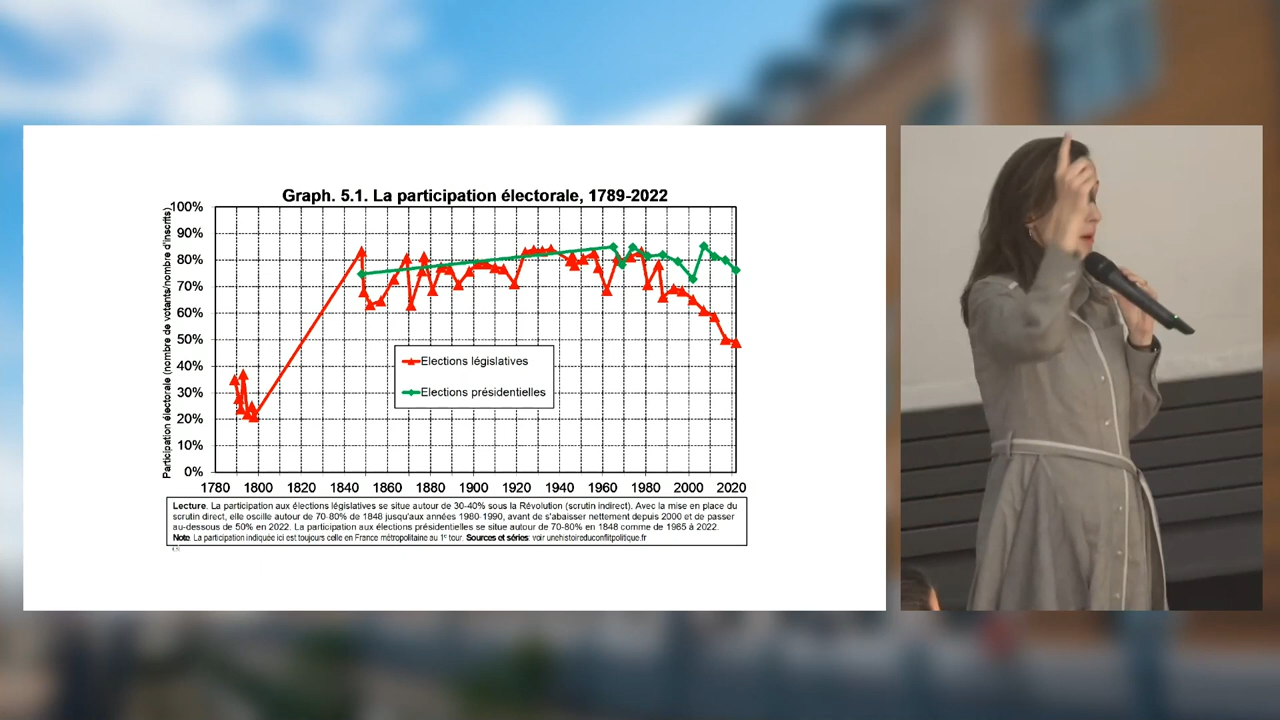 Graph. 5.1. La participation électorale, 1789-2022
Participation électorale (nombre de votants/nombre d'inscrits)
100%
90%
80%
70%
60%
50%
40%
30%
20%
10%
0%
Elections législatives
Elections présidentielles
1780 1800 1820 1840 1860 1880 1900 1920 1940 1960 1980 2000 2020
Lecture. La participation aux élections législatives se situe autour de 30-40% sous la Révolution (scrutin indirect). Avec la mise en place du
scrutin direct, elle oscille autour de 70-80% de 1848 jusqu'aux années 1980-1990, avant de s'abaisser nettement depuis 2000 et de passer
au-dessous de 50% en 2022. La participation aux élections présidentielles se situe autour de 70-80% en 1848 comme de 1965 à 2022.
Note. La participation indiquée ici est toujours celle en France métropolitaine au 1er tour. Sources et séries: voir unehistoireduconflitpolitique.fr